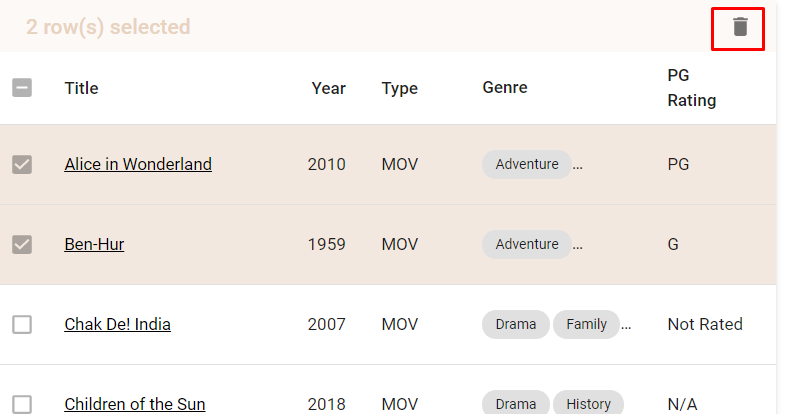 2 row(s) selected
Title Year Type Genre PG Rating
Alice in Wonderland 2010 MOV Adventure ... PG
Ben-Hur 1959 MOV Adventure ... G
Chak De! India 2007 MOV Drama Family ... Not Rated
Children of the Sun 2018 MOV Drama History N/A